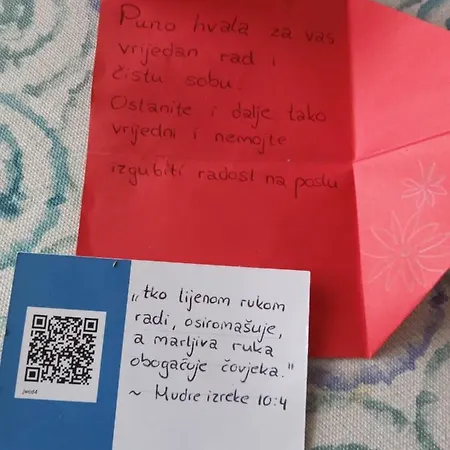 Puno hvala za vaš
vrijedan rad i
čistu sobu.
Ostanite i dalje tako
vrijedni i nemojte
izgubiti radost na poslu
„tko lijenom rukom
radi, osiromašuje,
a marljiva ruka
obogaćuje čovjeka."
~ Mudre izreke 10:4